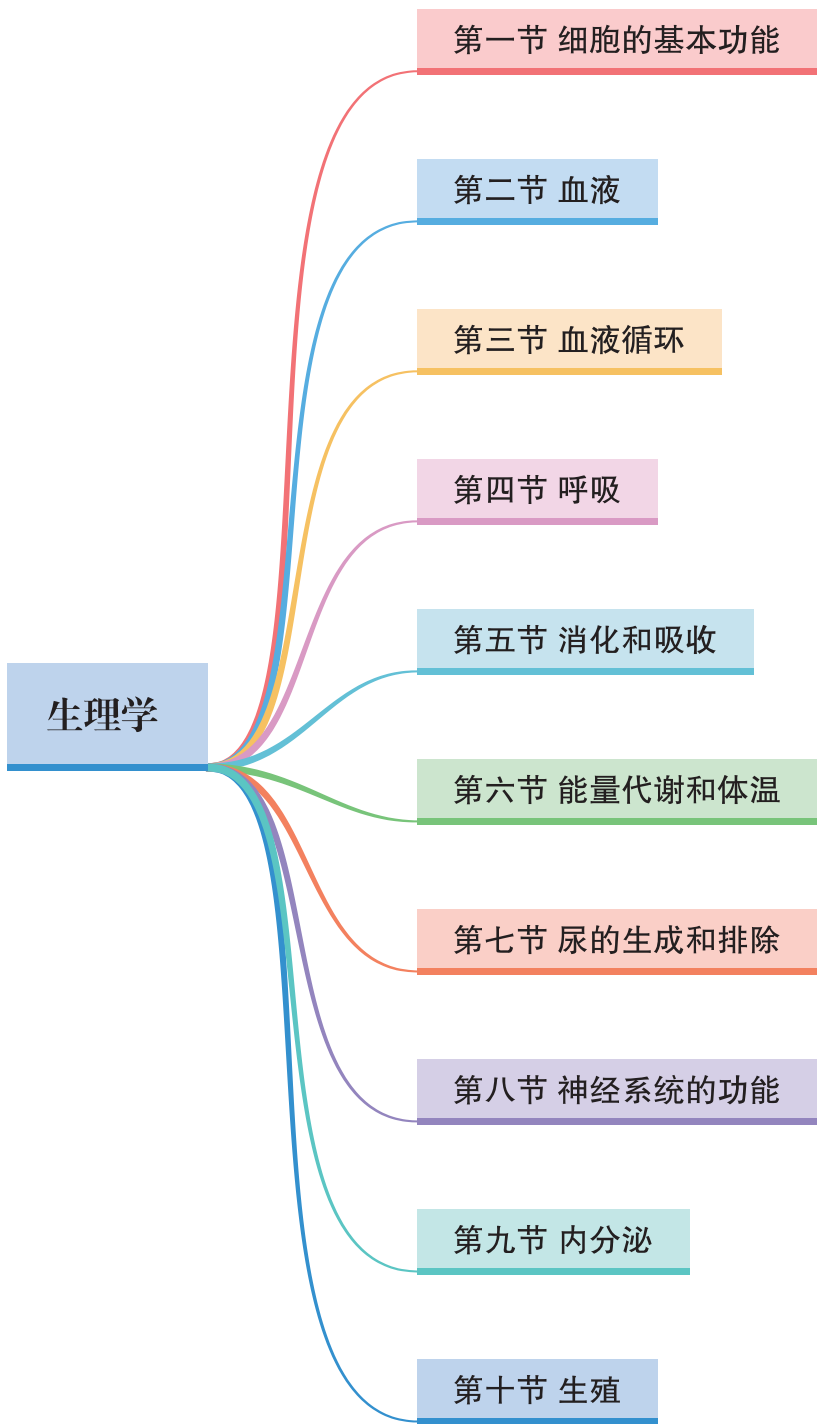 生理学
第一节 细胞的基本功能
第二节 血液
第三节 血液循环
第四节 呼吸
第五节 消化和吸收
第六节 能量代谢和体温
第七节 尿的生成和排除
第八节 神经系统的功能
第九节 内分泌
第十节 生殖